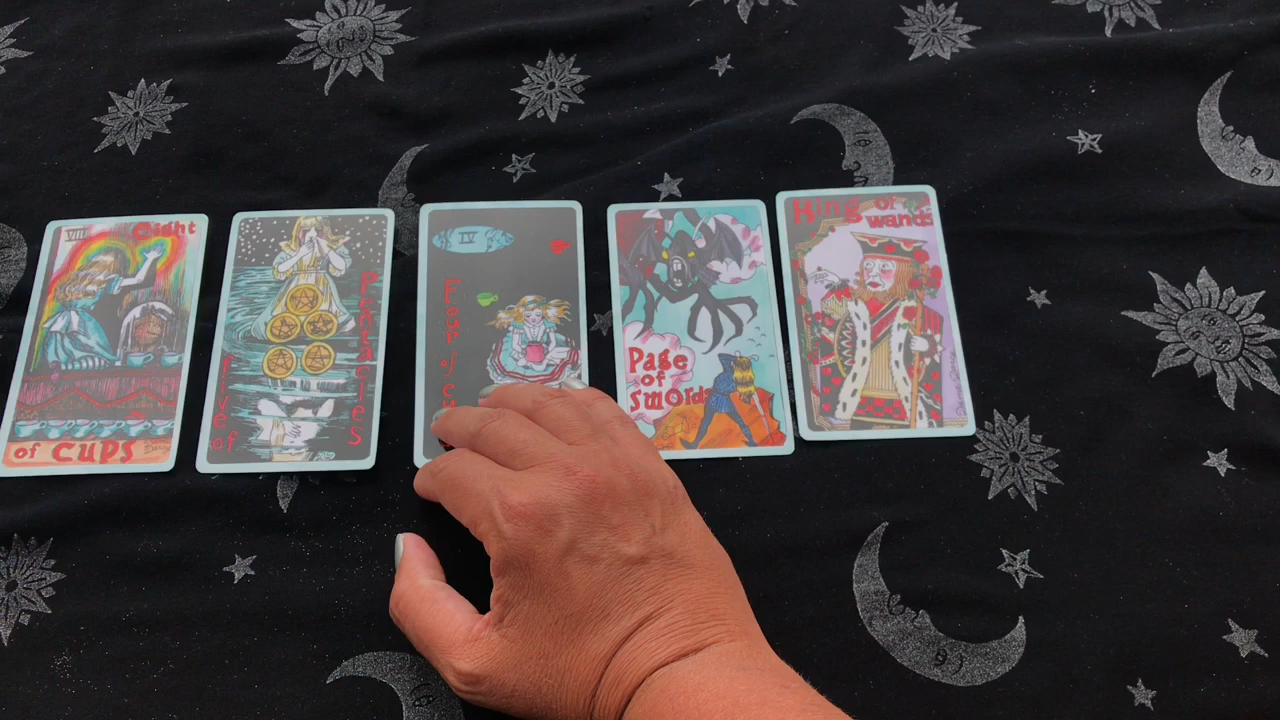 VIII Eight
of CUPS
Five of
Pentacles
IV
Four of C
Page
of
Swords
King of
wands